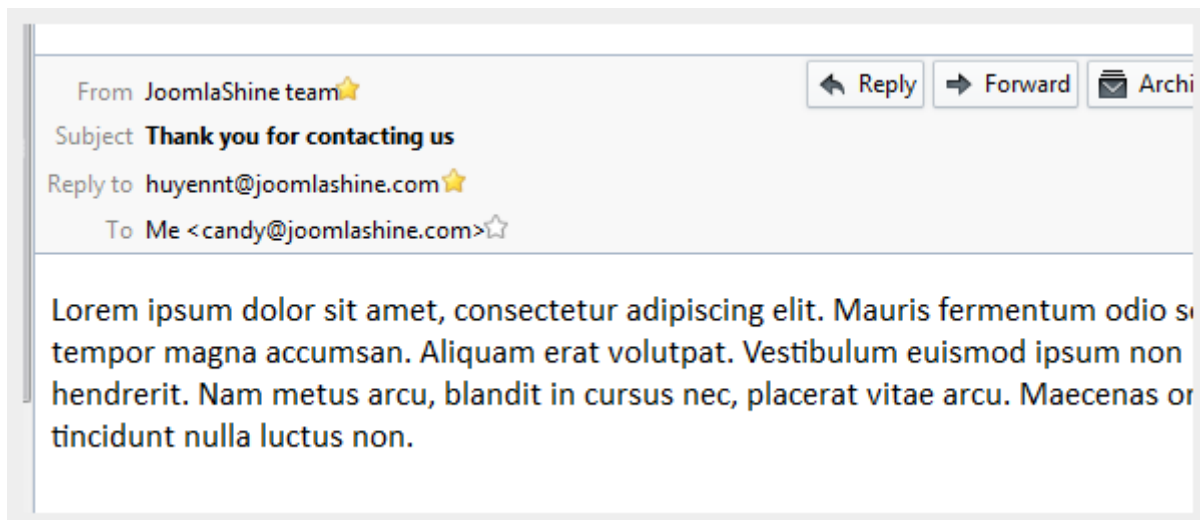 From JoomlaShine team
Reply Forward Archi
Subject Thank you for contacting us
Reply to huyennt@joomlashine.com
To Me <candy@joomlashine.com>
Lorem ipsum dolor sit amet, consectetur adipiscing elit. Mauris fermentum odio
tempor magna accumsan. Aliquam erat volutpat. Vestibulum euismod ipsum non
hendrerit. Nam metus arcu, blandit in cursus nec, placerat vitae arcu. Maecenas
tincidunt nulla luctus non.